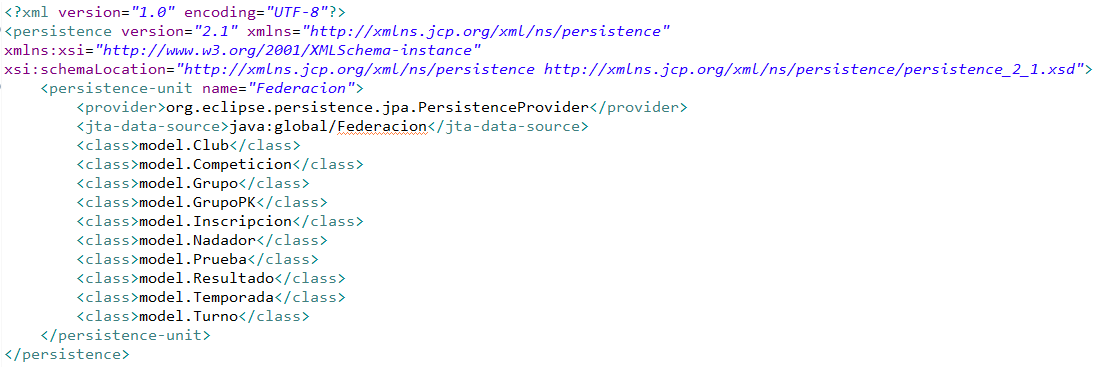 <?xml version="1.0" encoding="UTF-8"?>
<persistence version="2.1" xmlns="http://xmlns.jcp.org/xml/ns/persistence"
xmlns:xsi="http://www.w3.org/2001/XMLSchema-instance"
xsi:schemaLocation="http://xmlns.jcp.org/xml/ns/persistence http://xmlns.jcp.org/xml/ns/persistence/persistence_2_1.xsd">
    <persistence-unit name="Federacion">
        <provider>org.eclipse.persistence.jpa.PersistenceProvider</provider>
        <jta-data-source>java:global/Federacion</jta-data-source>
        <class>model.Club</class>
        <class>model.Competicion</class>
        <class>model.Grupo</class>
        <class>model.GrupoPK</class>
        <class>model.Inscripcion</class>
        <class>model.Nadador</class>
        <class>model.Prueba</class>
        <class>model.Resultado</class>
        <class>model.Temporada</class>
        <class>model.Turno</class>
    </persistence-unit>
</persistence>